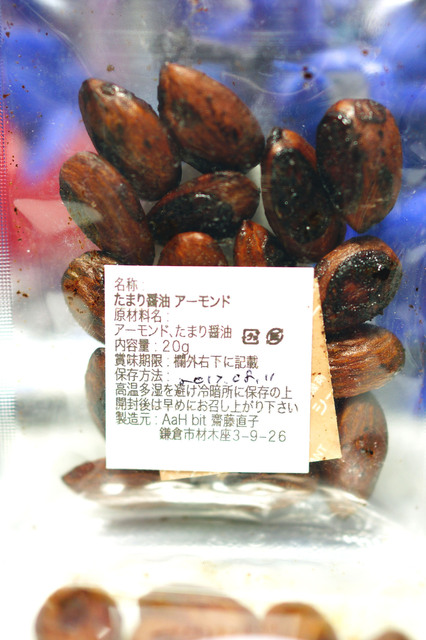 名称:
たまり醤油 アーモンド
原材料名:
アーモンド、たまり醤油
内容量:20g
賞味期限:欄外右下に記載
保存方法:
2017.08.11
高温多湿を避け冷暗所に保存の上
開封後は早めにお召し上がり下さい
製造元:AaH bit 齋藤直子
鎌倉市材木座3-9-26